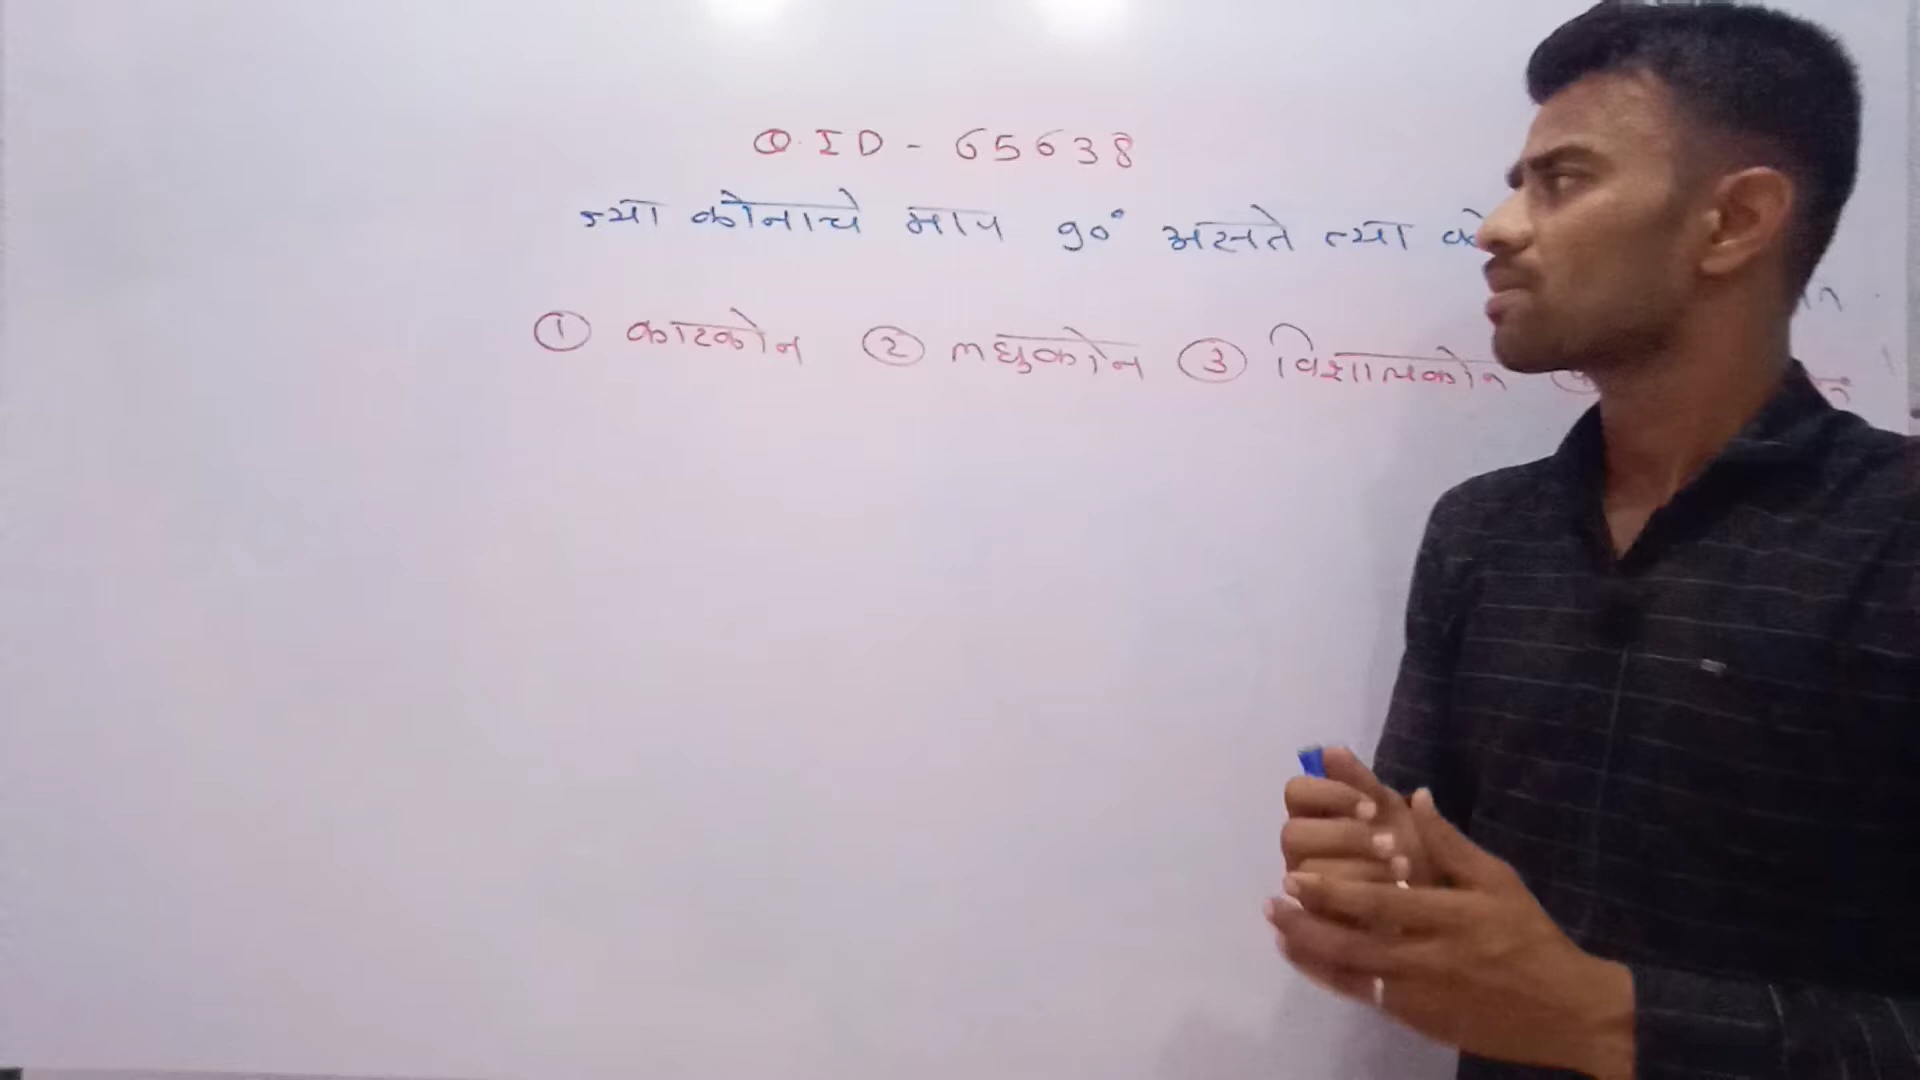 Q.ID - 65638
ज्या कोनाचे माप 90° असते त्या
① काटकोन ② लघुकोन ③ विशालकोन